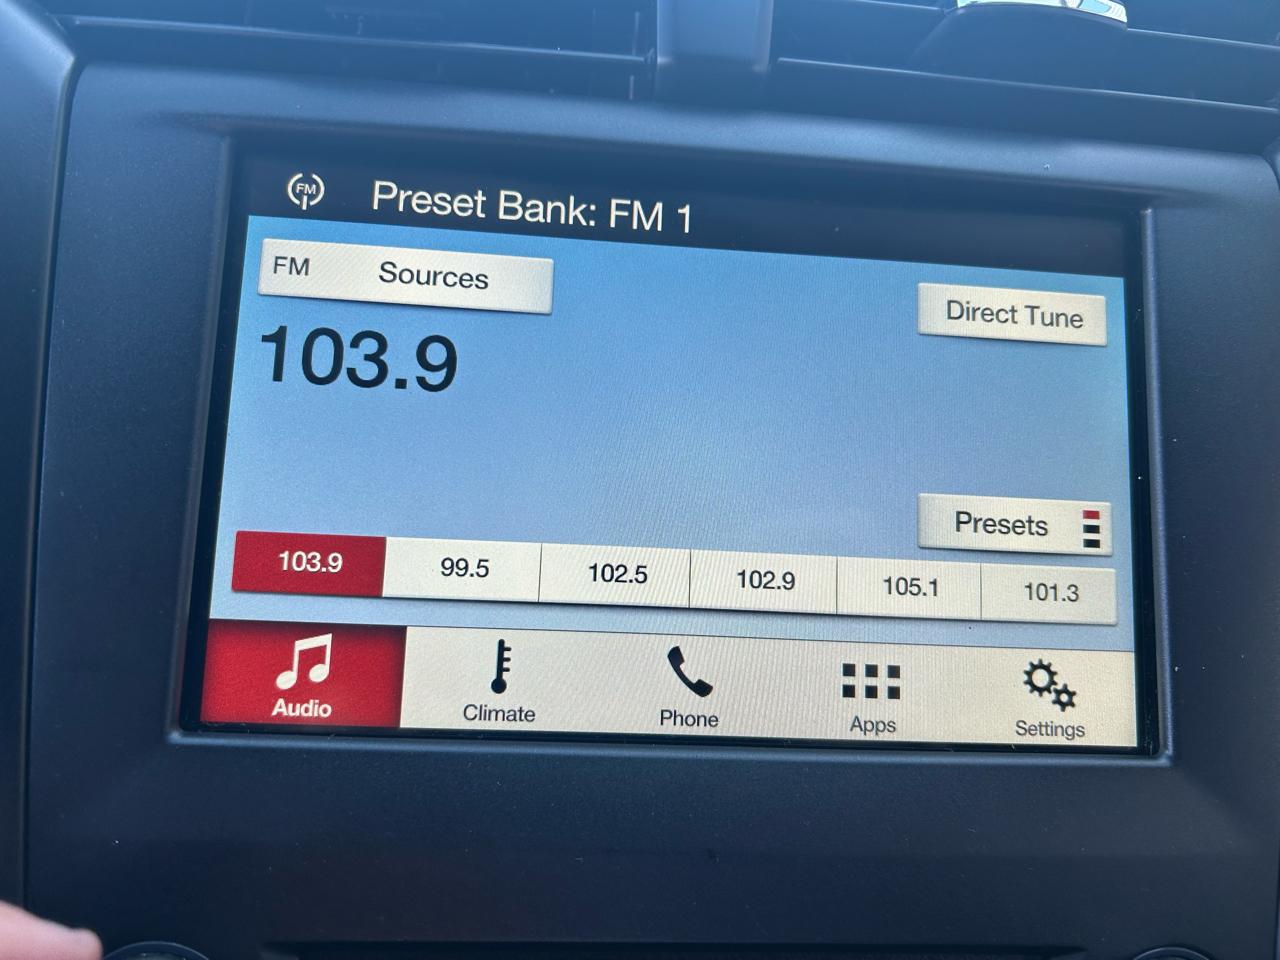 FM Preset Bank: FM 1
FM Sources
Direct Tune
103.9
Presets
103.9 99.5 102.5 102.9 105.1 101.3
Audio Climate Phone Apps Settings